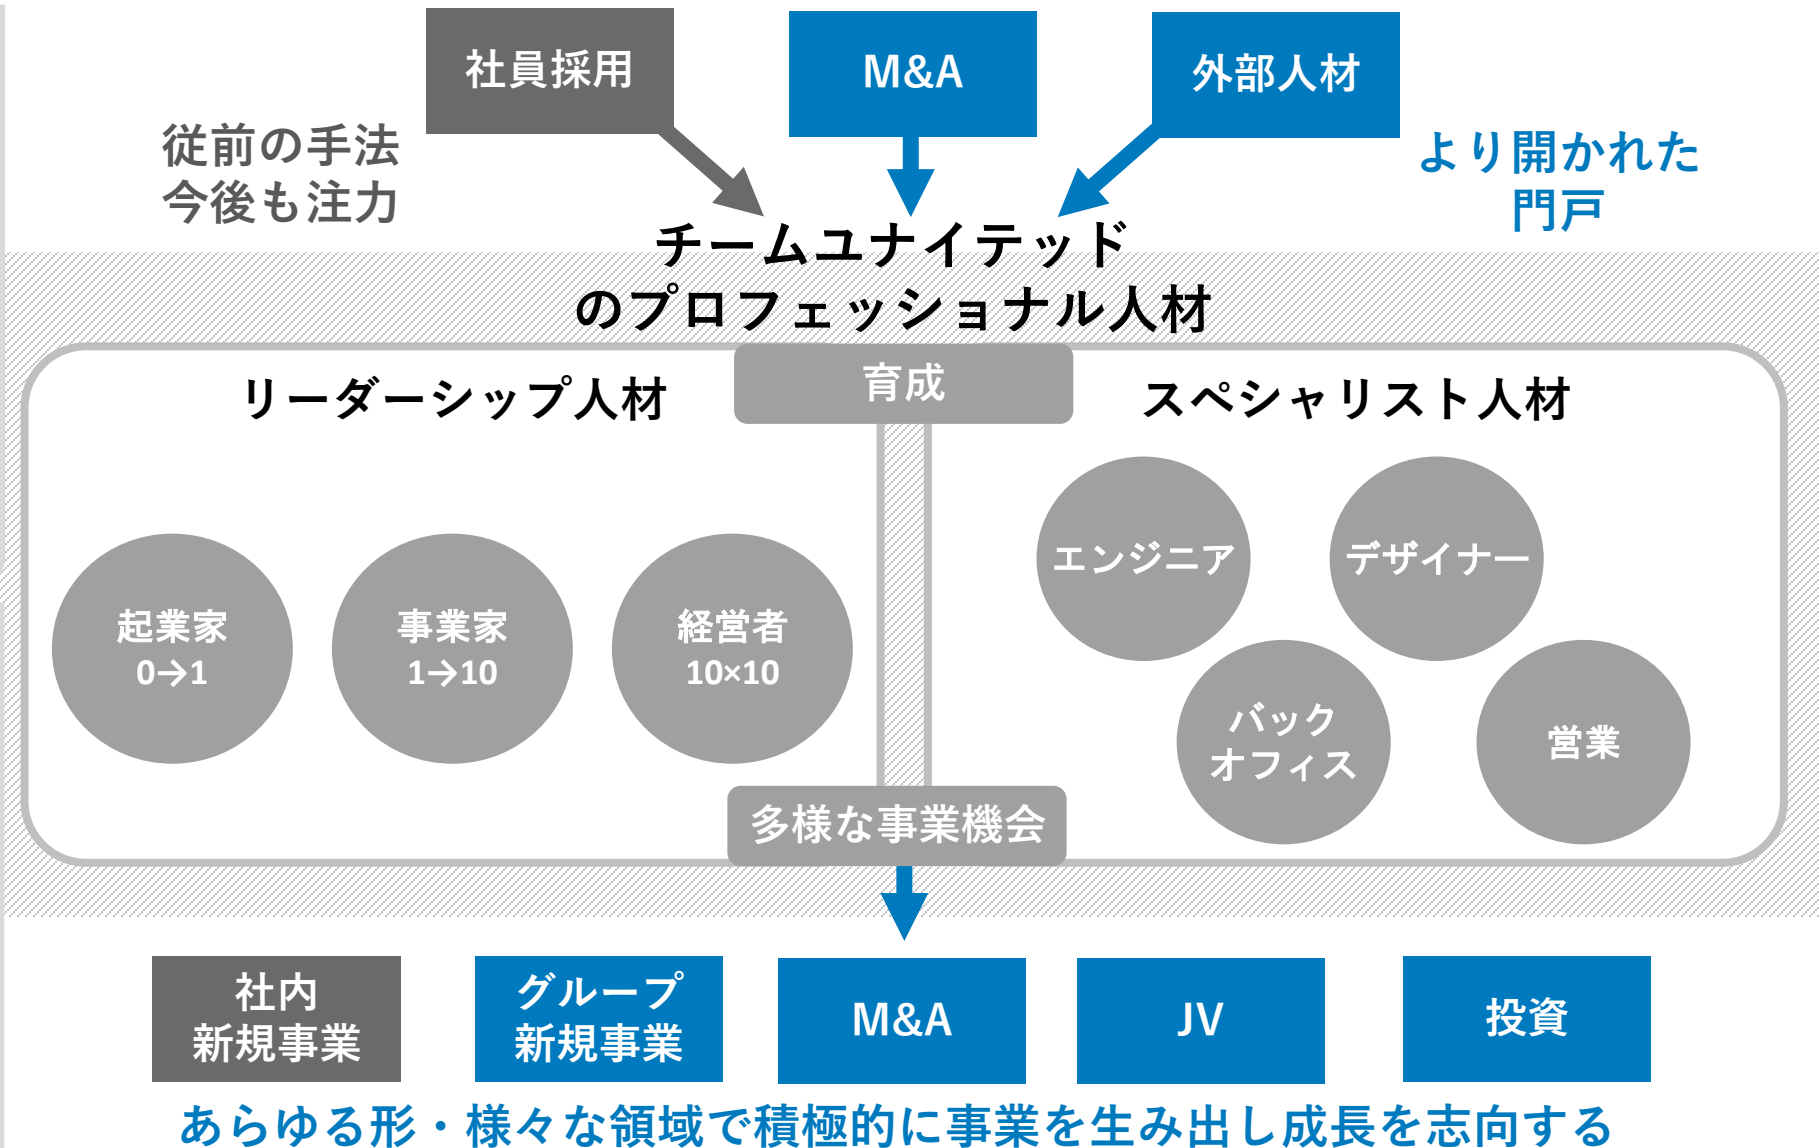 社員採用
M&A
外部人材
従前の手法
今後も注力
より開かれた
門戸
チームユナイテッド
のプロフェッショナル人材
育成
リーダーシップ人材
スペシャリスト人材
起業家
0→1
事業家
1→10
経営者
10×10
エンジニア
デザイナー
バック
オフィス
営業
多様な事業機会
社内
新規事業
グループ
新規事業
M&A
JV
投資
あらゆる形・様々な領域で積極的に事業を生み出し成長を志向する